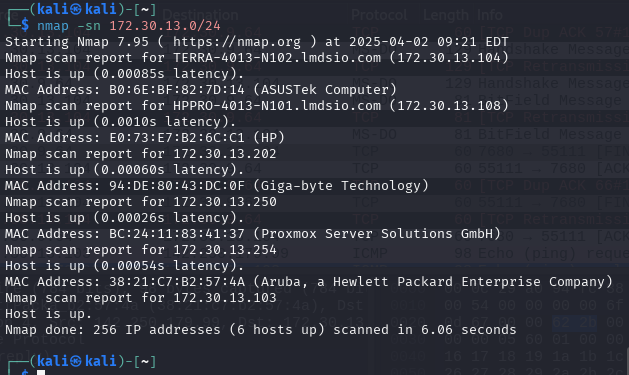 ┌──(kali㉿kali)-[~]
└─$ nmap -sn 172.30.13.0/24
Starting Nmap 7.95 ( https://nmap.org ) at 2025-04-02 09:21 EDT
Nmap scan report for TERRA-4013-N102.lmdsio.com (172.30.13.104)
Host is up (0.00085s latency).
MAC Address: B0:6E:BF:82:7D:14 (ASUSTek Computer)
Nmap scan report for HPPRO-4013-N101.lmdsio.com (172.30.13.108)
Host is up (0.0010s latency).
MAC Address: E0:73:E7:B2:6C:C1 (HP)
Nmap scan report for 172.30.13.202
Host is up (0.00060s latency).
MAC Address: 94:DE:80:43:DC:0F (Giga-byte Technology)
Nmap scan report for 172.30.13.250
Host is up (0.00026s latency).
MAC Address: BC:24:11:83:41:37 (Proxmox Server Solutions GmbH)
Nmap scan report for 172.30.13.254
Host is up (0.00054s latency).
MAC Address: 38:21:C7:B2:57:4A (Aruba, a Hewlett Packard Enterprise Company)
Nmap scan report for 172.30.13.103
Host is up.
Nmap done: 256 IP addresses (6 hosts up) scanned in 6.06 seconds
┌──(kali㉿kali)-[~]
└─$
Protocol Length Info